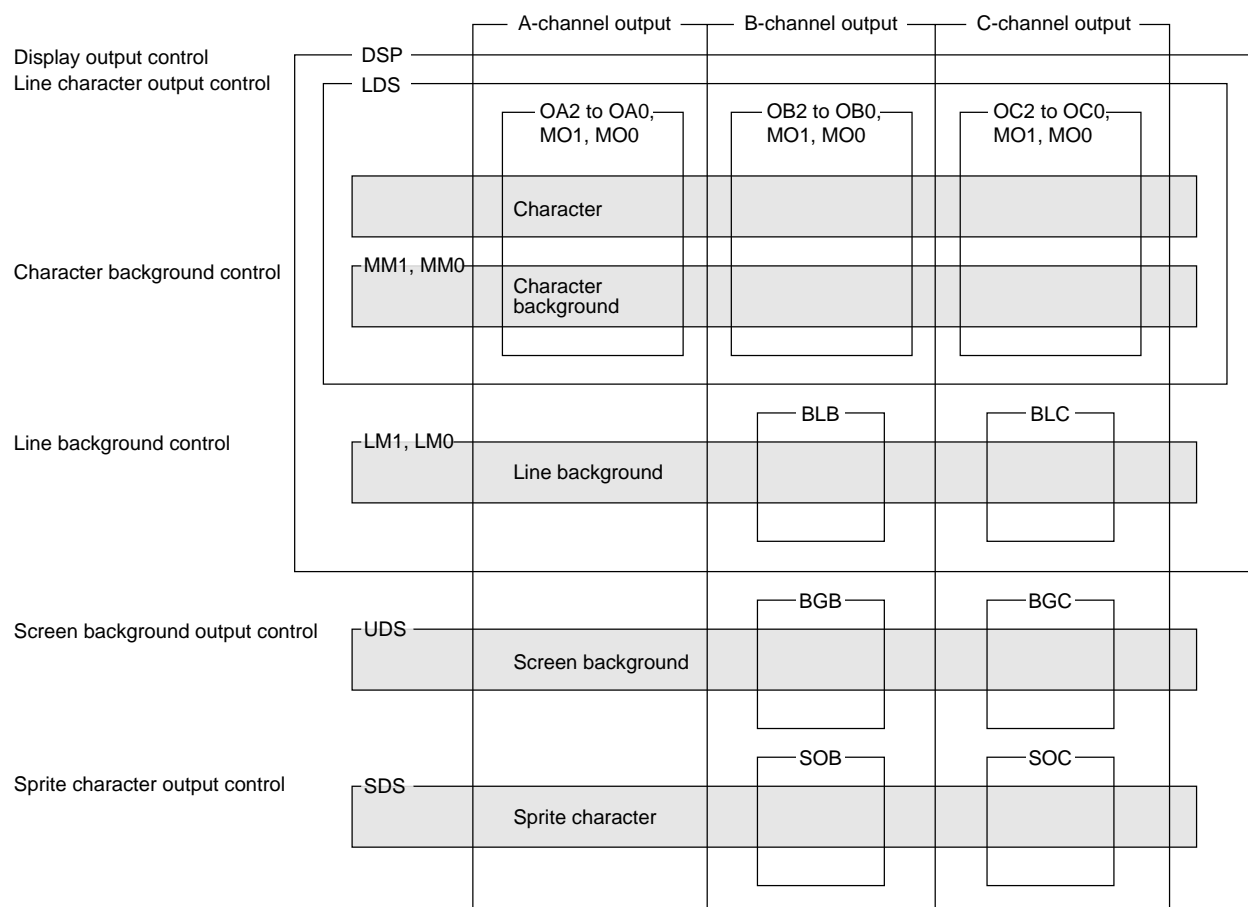 A-channel output
B-channel output
C-channel output
Display output control
DSP
Line character output control
LDS
OA2 to OA0,
MO1, MO0
OB2 to OB0,
MO1, MO0
OC2 to OC0,
MO1, MO0
Character
Character background control
MM1, MM0
Character
background
BLB
BLC
Line background control
LM1, LM0
Line background
BGB
BGC
Screen background output control
UDS
Screen background
SOB
SOC
Sprite character output control
SDS
Sprite character